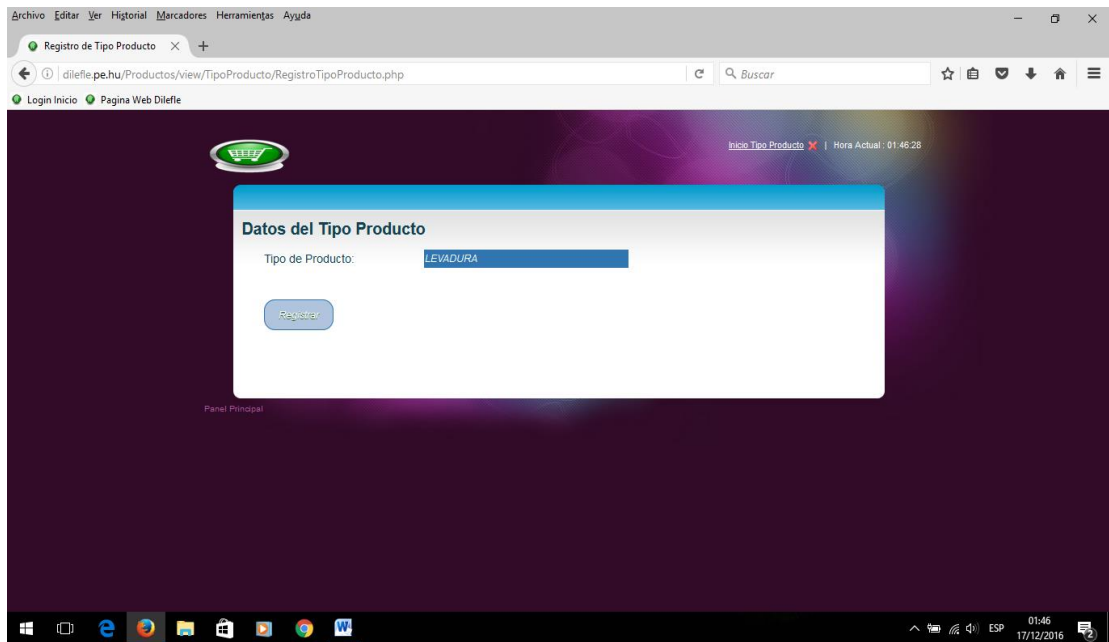 Archivo Editar Ver Historial Marcadores Herramientas Ayuda
Registro de Tipo Producto
dilefle.pe.hu/Productos/view/TipoProducto/RegistroTipoProducto.php
Buscar
Login Inicio Pagina Web Dilefle
Inicio Tipo Producto | Hora Actual : 01:46:28
Datos del Tipo Producto
Tipo de Producto: LEVADURA
Registrar
Panel Principal
ESP 01:46
17/12/2016 2